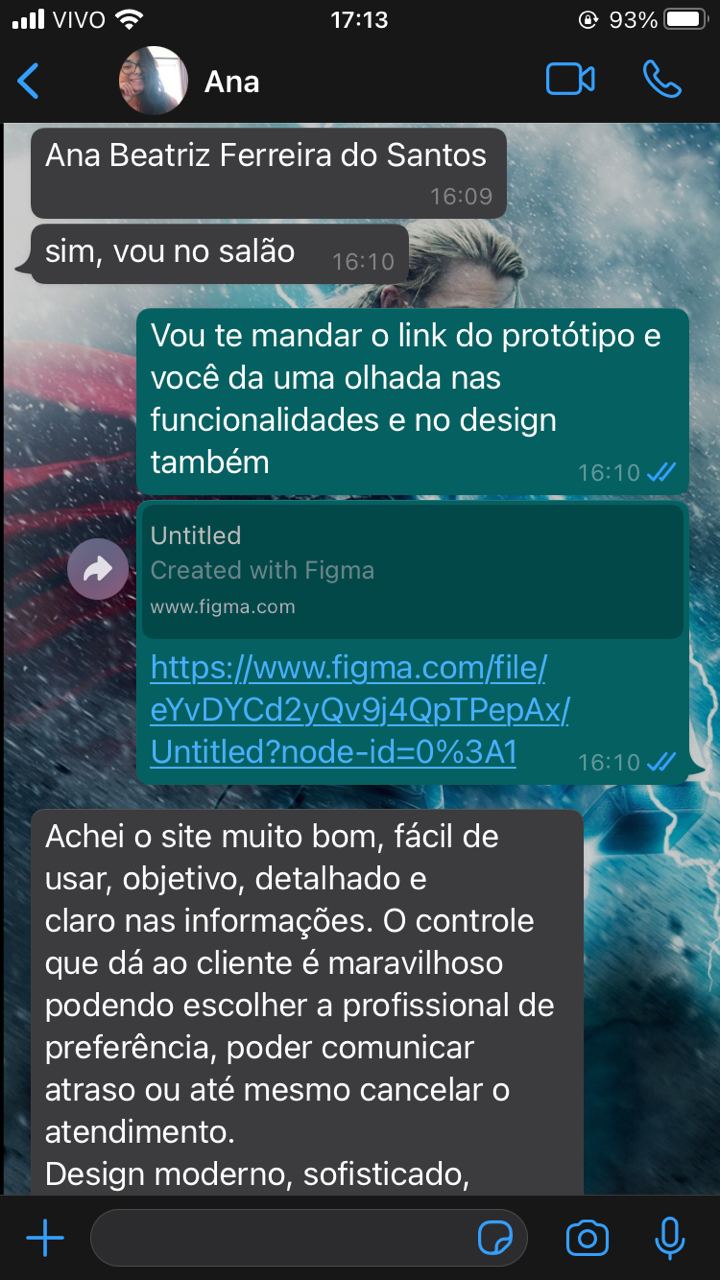 VIVO
17:13
93%
Ana
Ana Beatriz Ferreira do Santos
16:09
sim, vou no salão
16:10
Vou te mandar o link do protótipo e
você da uma olhada nas
funcionalidades e no design
também
16:10
Untitled
Created with Figma
www.figma.com
https://www.figma.com/file/
eYvDYCd2yQv9j4QpTPepAx/
Untitled?node-id=0%3A1
16:10
Achei o site muito bom, fácil de
usar, objetivo, detalhado e
claro nas informações. O controle
que dá ao cliente é maravilhoso
podendo escolher a profissional de
preferência, poder comunicar
atraso ou até mesmo cancelar o
atendimento.
Design moderno, sofisticado,